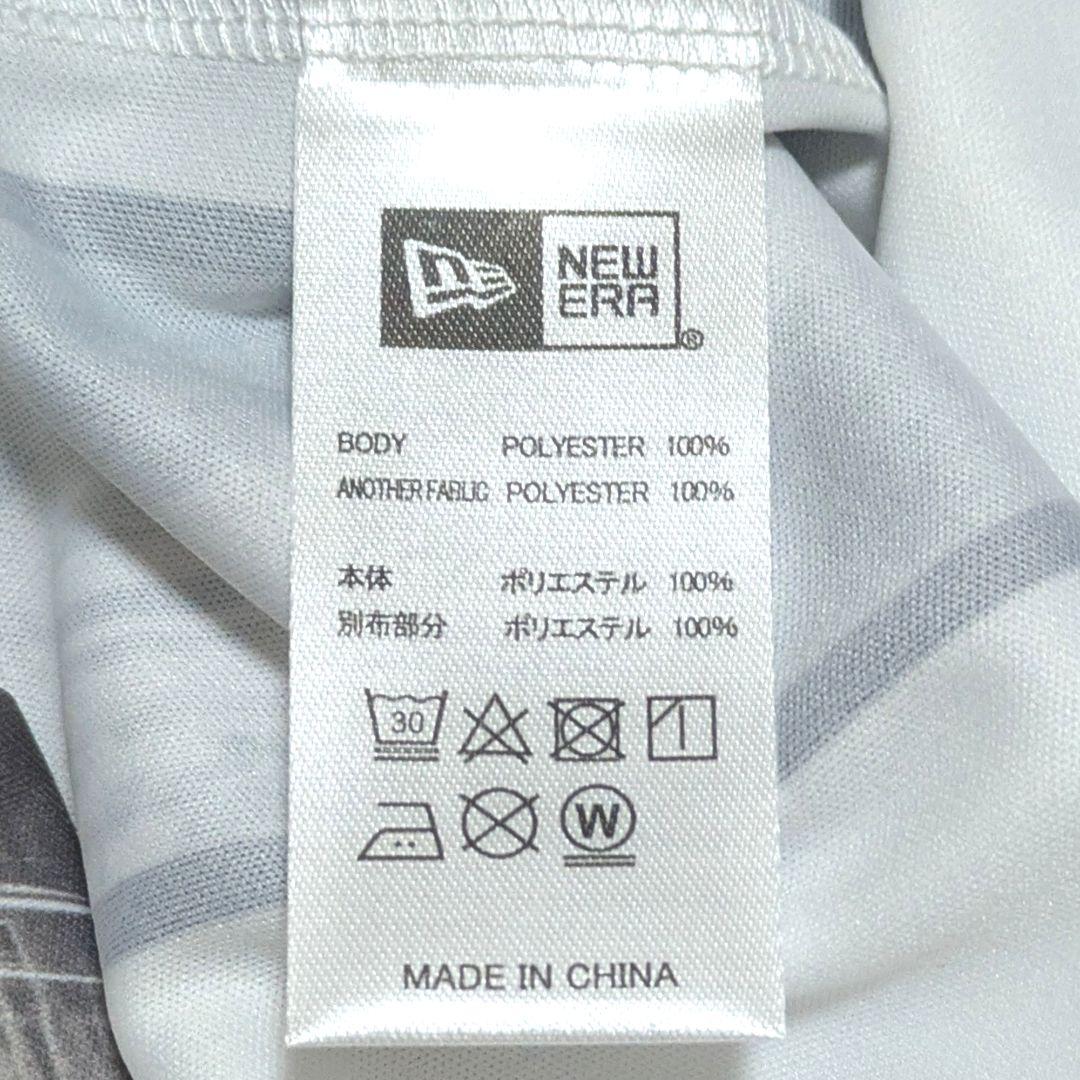 NEW
ERA
®
BODY POLYESTER 100%
ANOTHER FABLIG POLYESTER 100%
本体 ポリエステル 100%
別布部分 ポリエステル 100%
30
W
MADE IN CHINA